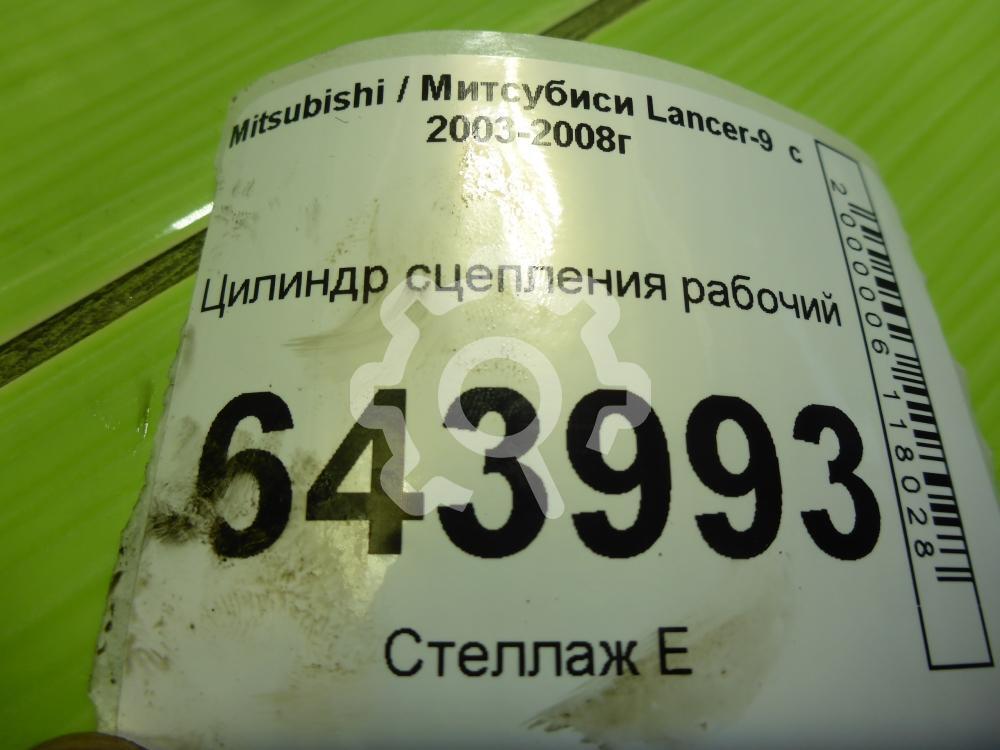 Mitsubishi / Митсубиси Lancer-9 с
2003-2008г
Цилиндр сцепления рабочий
643993
Стеллаж Е
2000006118028